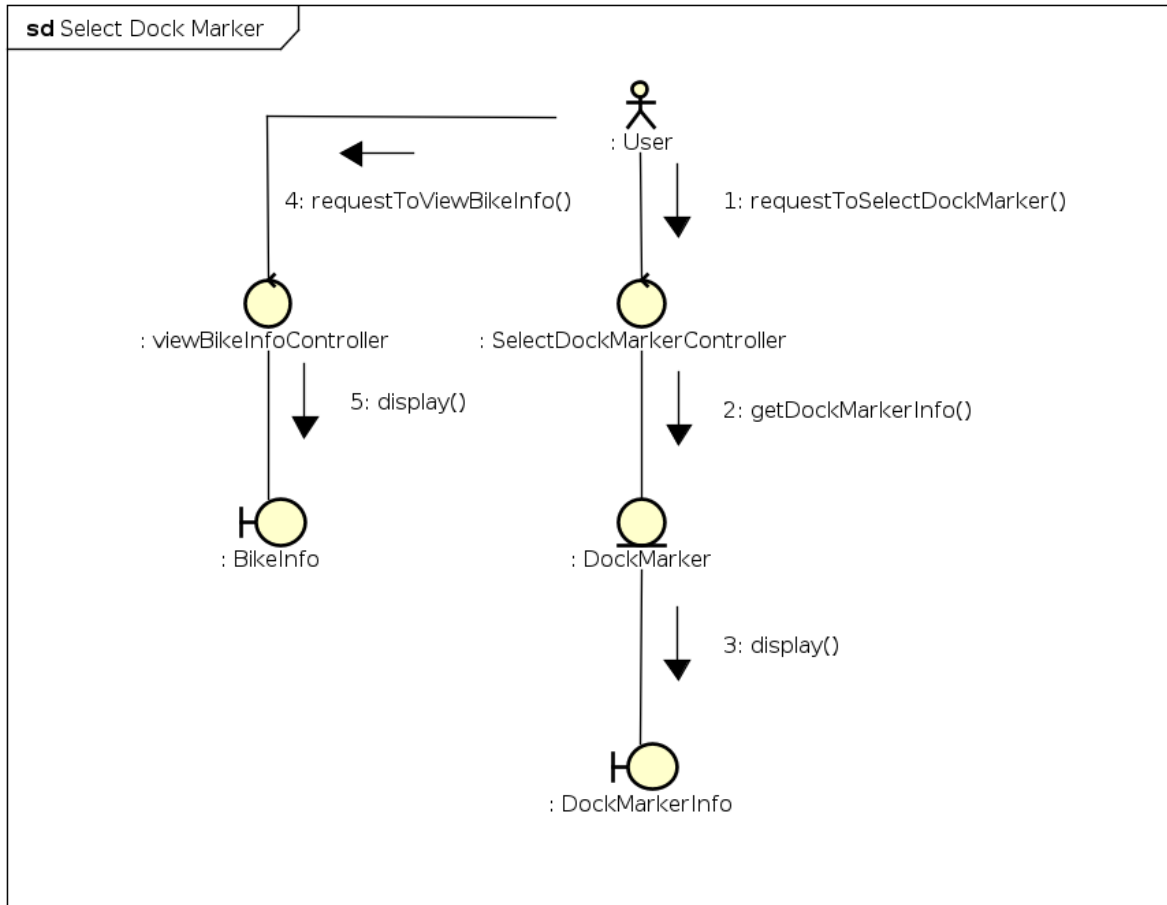 sd Select Dock Marker
: User
4: requestToViewBikeInfo()
1: requestToSelectDockMarker()
: viewBikeInfoController
: SelectDockMarkerController
5: display()
2: getDockMarkerInfo()
: BikeInfo
: DockMarker
3: display()
: DockMarkerInfo